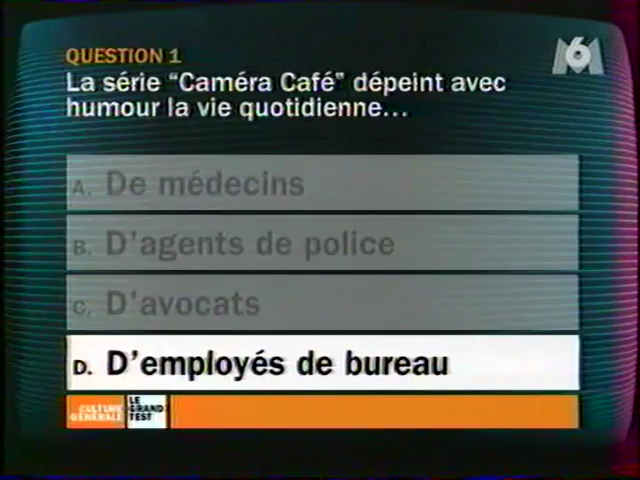 QUESTION 1
M6
La série “Caméra Café” dépeint avec
humour la vie quotidienne...
A. De médecins
B. D'agents de police
C. D'avocats
D. D'employés de bureau
CULTURE
GÉNÉRALE
LE
GRAND
TEST